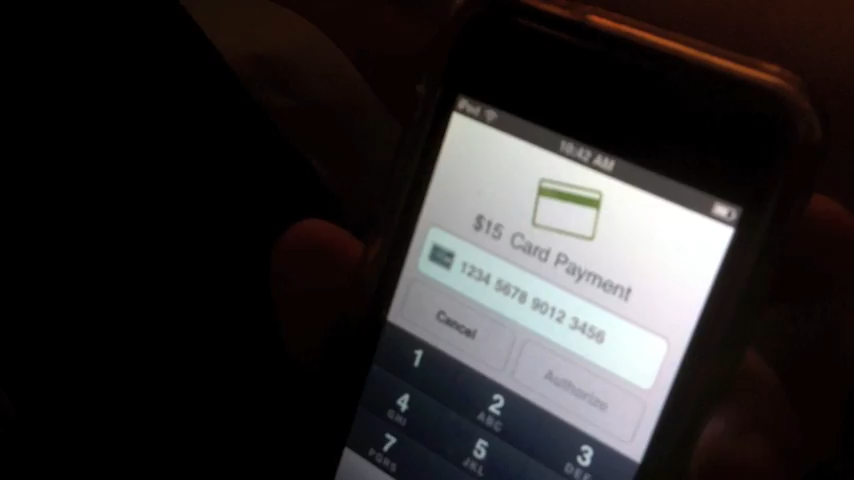 iPod 10:42 AM
$15 Card Payment
1234 5678 9012 3456
Cancel Authorize
1 2 ABC 3 DEF
4 GHI 5 JKL
7 PQRS